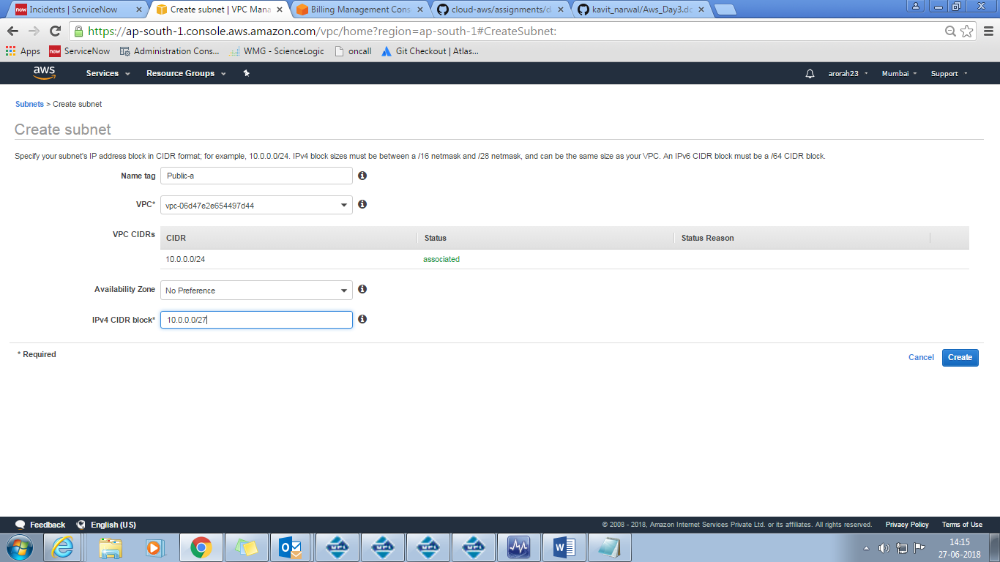 Incidents | ServiceNow
Create subnet | VPC Mana
Billing Management Cons
cloud-aws/assignments/d
kavit_narwal/Aws_Day3.do
https://ap-south-1.console.aws.amazon.com/vpc/home?region=ap-south-1#CreateSubnet:
Apps
now ServiceNow
Administration Cons...
WMG - ScienceLogic
oncall
Git Checkout | Atlas...
aws
Services
Resource Groups
arorah23
Mumbai
Support
Subnets > Create subnet
Create subnet
Specify your subnet's IP address block in CIDR format; for example, 10.0.0.0/24. IPv4 block sizes must be between a /16 netmask and /28 netmask, and can be the same size as your VPC. An IPv6 CIDR block must be a /64 CIDR block.
Name tag Public-a
VPC* vpc-06d47e2e654497d44
VPC CIDRs
CIDR Status Status Reason
10.0.0.0/24 associated
Availability Zone No Preference
IPv4 CIDR block* 10.0.0.0/27
* Required
Cancel Create
Feedback English (US)
© 2008 - 2018, Amazon Internet Services Private Ltd. or its affiliates. All rights reserved. Privacy Policy Terms of Use
14:15
27-06-2018